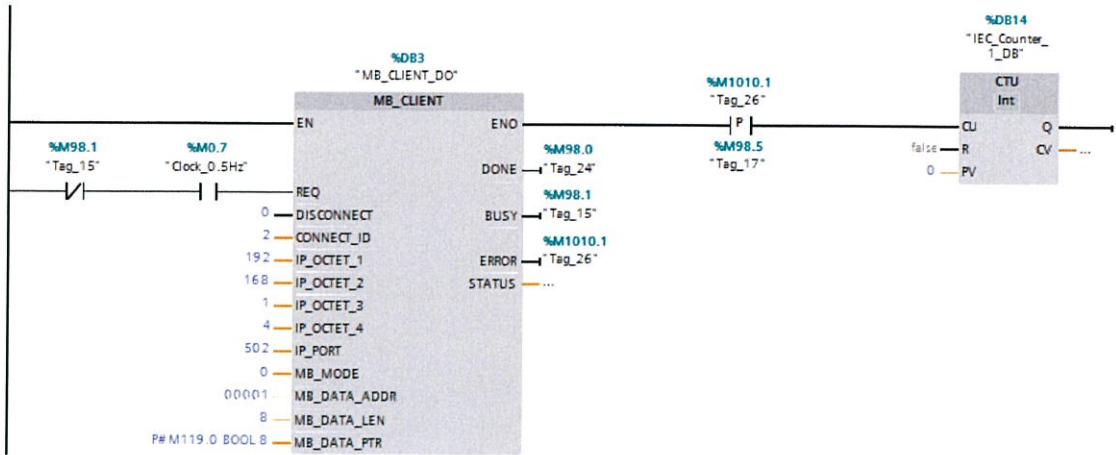 %DB14
"IEC_Counter_
1_DB"
%DB3
"MB_CLIENT_DO"
%M1010.1
"Tag_26"
CTU
Int
MB_CLIENT
EN
ENO
P
CU
Q
%M98.1
"Tag_15"
%M0.7
"Clock_0.5Hz"
%M98.5
"Tag_17"
false
R
CV
...
DONE
%M98.0
"Tag_24"
0
PV
REQ
%M98.1
0
DISCONNECT
BUSY
"Tag_15"
2
CONNECT_ID
%M1010.1
192
IP_OCTET_1
ERROR
"Tag_26"
168
IP_OCTET_2
STATUS
...
1
IP_OCTET_3
4
IP_OCTET_4
502
IP_PORT
0
MB_MODE
00001
MB_DATA_ADDR
8
MB_DATA_LEN
P#M119.0 BOOL 8
MB_DATA_PTR